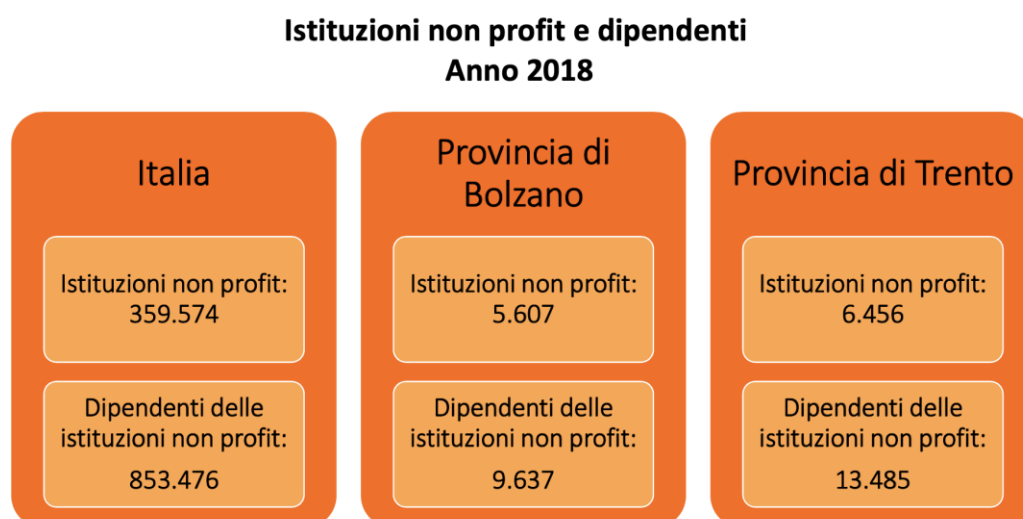 Istituzioni non profit e dipendenti
Anno 2018
Italia
Istituzioni non profit:
359.574
Dipendenti delle
istituzioni non profit:
853.476
Provincia di
Bolzano
Istituzioni non profit:
5.607
Dipendenti delle
istituzioni non profit:
9.637
Provincia di Trento
Istituzioni non profit:
6.456
Dipendenti delle
istituzioni non profit:
13.485